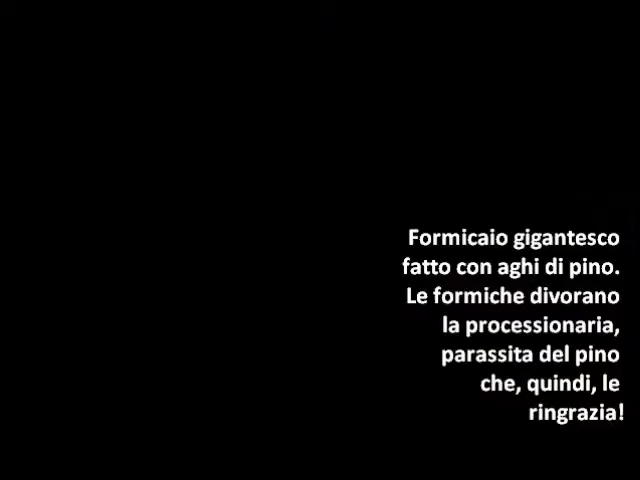 Formicaio gigantesco
fatto con aghi di pino.
Le formiche divorano
la processionaria,
parassita del pino
che, quindi, le
ringrazia!